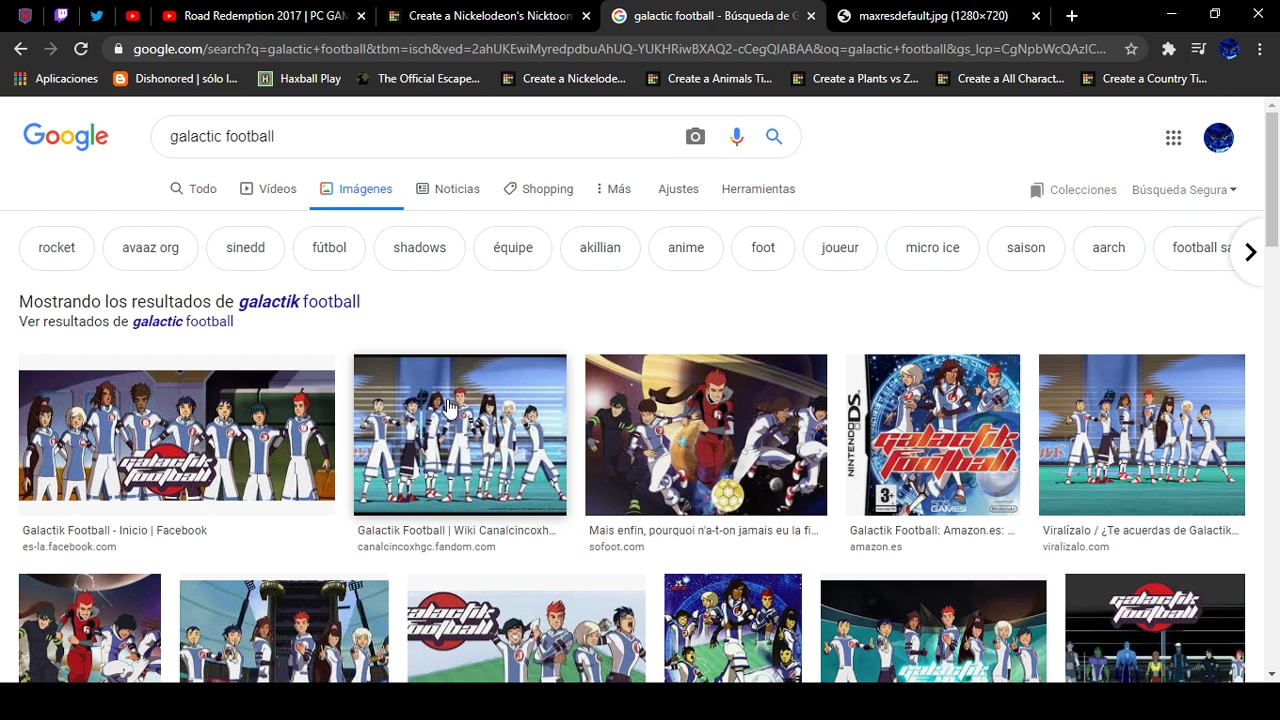 Road Redemption 2017 | PC GAM
Create a Nickelodeon's Nicktoon
galactic football - Búsqueda de G
maxresdefault.jpg (1280×720)
google.com/search?q=galactic+football&tbm=isch&ved=2ahUKEwiMyredpdbuAhUQ-YUKHRiwBXAQ2-cCegQIABAA&oq=galactic+football&gs_lcp=CgNpbWcQAzIC...
Aplicaciones
Dishonored | sólo l...
Haxball Play
The Official Escape...
Create a Nickelode...
Create a Animals Ti...
Create a Plants vs Z...
Create a All Charact...
Create a Country Ti...
Google
galactic football
Todo
Vídeos
Imágenes
Noticias
Shopping
Más
Ajustes
Herramientas
Colecciones
Búsqueda Segura
rocket
avaaz org
sinedd
fútbol
shadows
équipe
akillian
anime
foot
joueur
micro ice
saison
aarch
football sa
Mostrando los resultados de galactik football
Ver resultados de galactic football
galactik
football
NINTENDO DS
galactik
football
3+
GAMES
Nintendo
Galactik Football - Inicio | Facebook
es-la.facebook.com
Galactik Football | Wiki Canalcincoxh...
canalcincoxhgc.fandom.com
Mais enfin, pourquoi n'a-t-on jamais eu la fi...
sofoot.com
Galactik Football: Amazon.es: ...
amazon.es
Viralízalo / ¿Te acuerdas de Galactik...
viralizalo.com
galactik
football
galactik
football
galactik
football